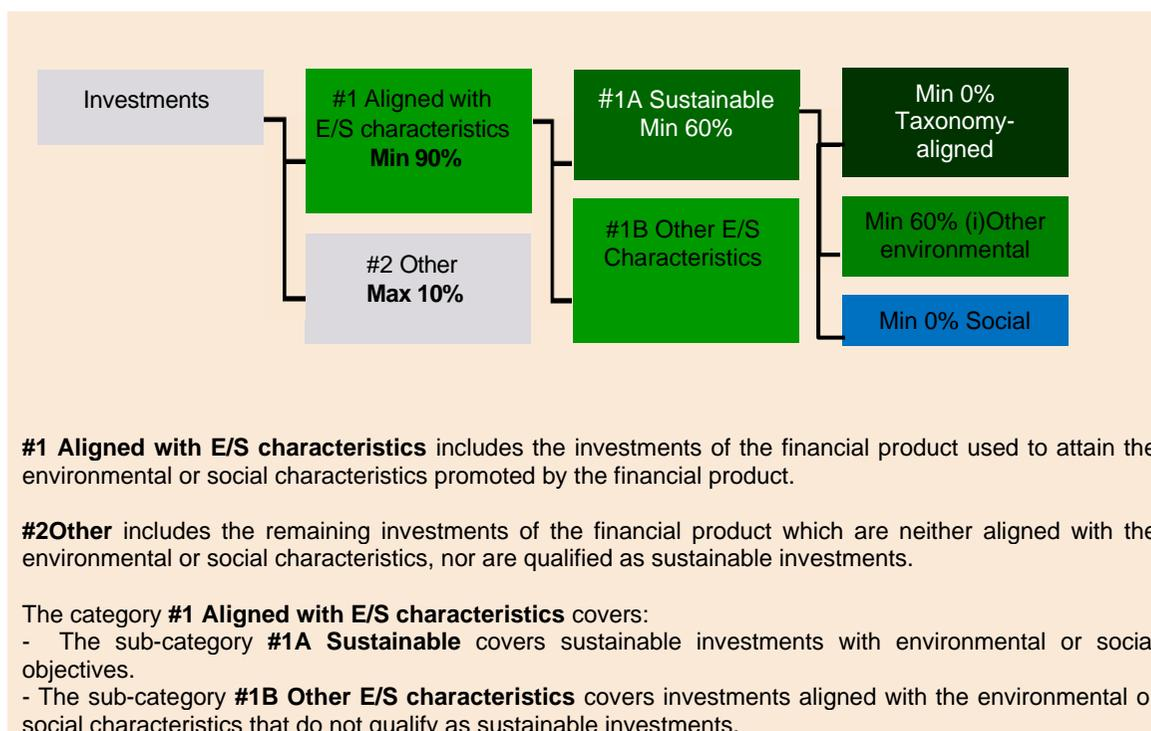 Investments
#1 Aligned with
E/S characteristics
Min 90%
#2 Other
Max 10%
#1A Sustainable
Min 60%
#1B Other E/S
Characteristics
Min 0%
Taxonomy-
aligned
Min 60% (i)Other
environmental
Min 0% Social
#1 Aligned with E/S characteristics includes the investments of the financial product used to attain the
environmental or social characteristics promoted by the financial product.
#2Other includes the remaining investments of the financial product which are neither aligned with the
environmental or social characteristics, nor are qualified as sustainable investments.
The category #1 Aligned with E/S characteristics covers:
- The sub-category #1A Sustainable covers sustainable investments with environmental or social
objectives.
- The sub-category #1B Other E/S characteristics covers investments aligned with the environmental o
social characteristics that do not qualify as sustainable investments.